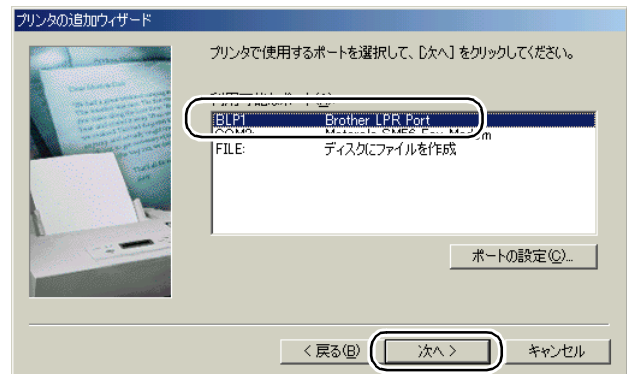 プリンタの追加ウィザード
プリンタで使用するポートを選択して、[次へ] をクリックしてください。
BLP1 Brother LPR Port
FILE: ディスクにファイルを作成
ポートの設定(C)...
< 戻る(B) 次へ > キャンセル